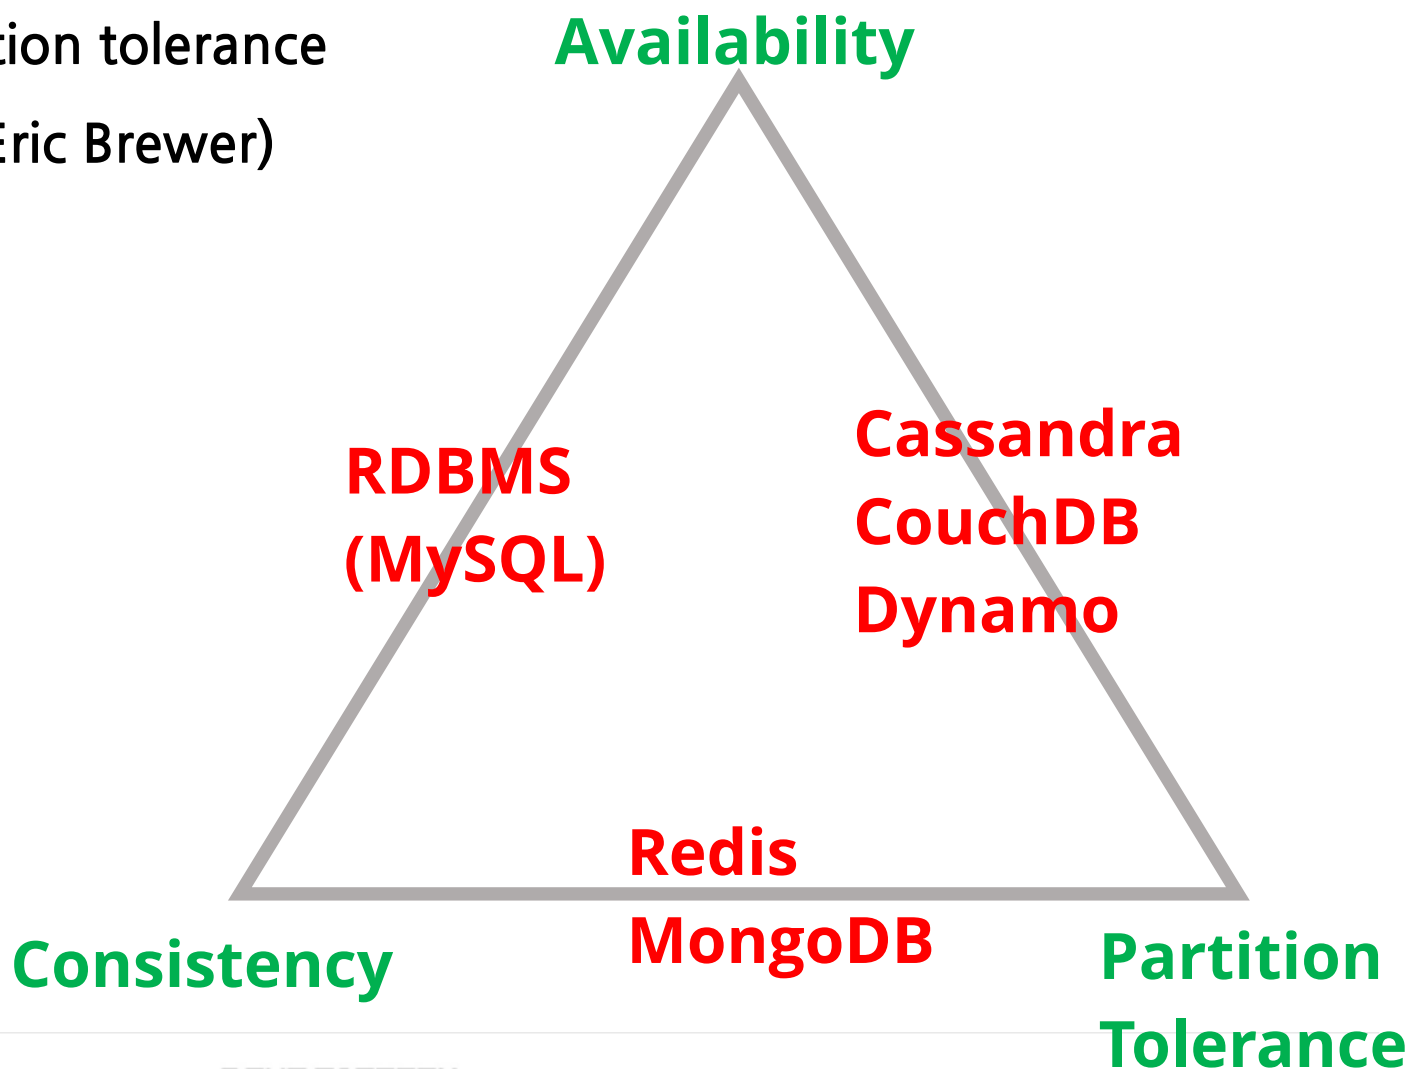 tion tolerance
Eric Brewer)
Availability
RDBMS
(MySQL)
Cassandra
CouchDB
Dynamo
Redis
MongoDB
Consistency
Partition
Tolerance